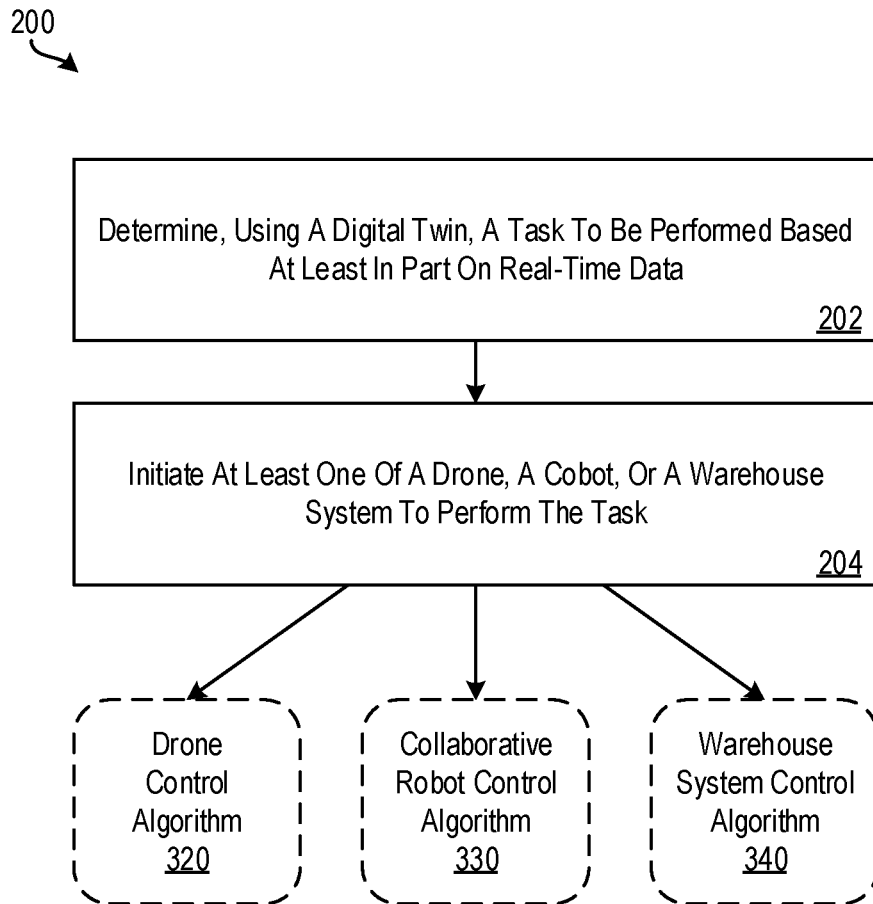 200
Determine, Using A Digital Twin, A Task To Be Performed Based
At Least In Part On Real-Time Data
202
Initiate At Least One Of A Drone, A Cobot, Or A Warehouse
System To Perform The Task
204
Drone
Control
Algorithm
320
Collaborative
Robot Control
Algorithm
330
Warehouse
System Control
Algorithm
340